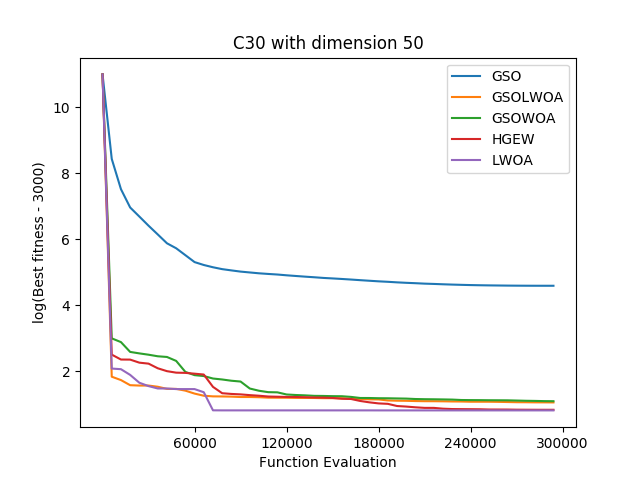 C30 with dimension 50
log(Best fitness - 3000)
10
8
6
4
2
GSO
GSOLWOA
GSOWOA
HGEW
LWOA
60000
120000
180000
240000
300000
Function Evaluation